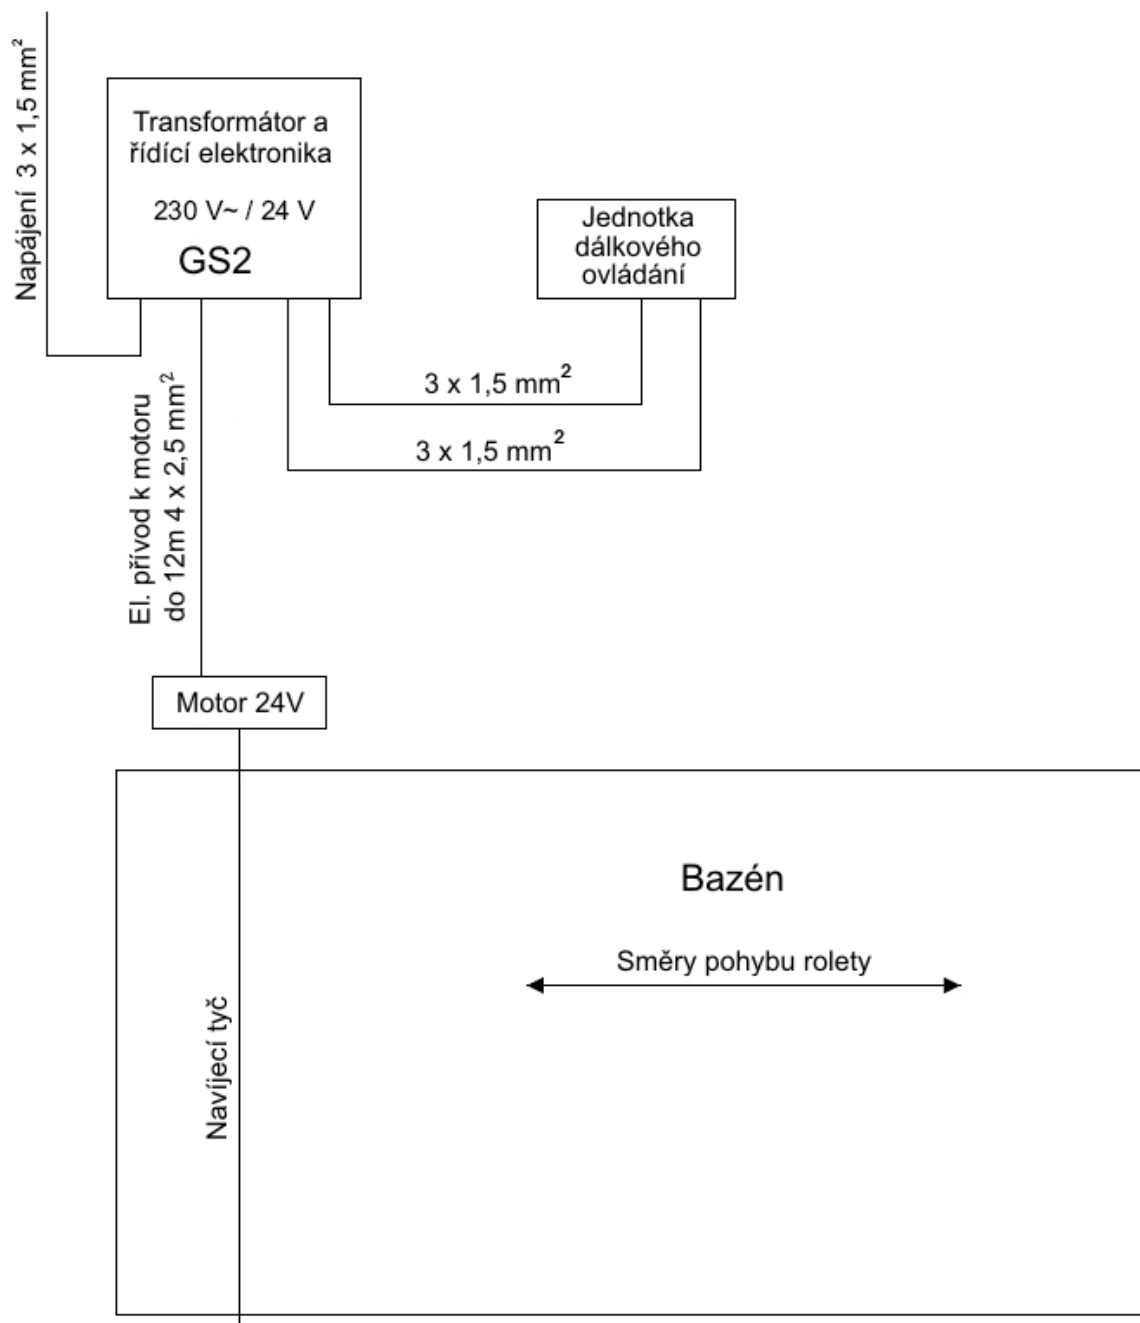 Napájení 3 x 1,5 mm²
Transformátor a
řídící elektronika
230 V~ / 24 V
GS2
Jednotka
dálkového
ovládání
3 x 1,5 mm²
3 x 1,5 mm²
El. přívod k motoru
do 12m 4 x 2,5 mm²
Motor 24V
Bazén
Směry pohybu rolety
Navíjecí tyč